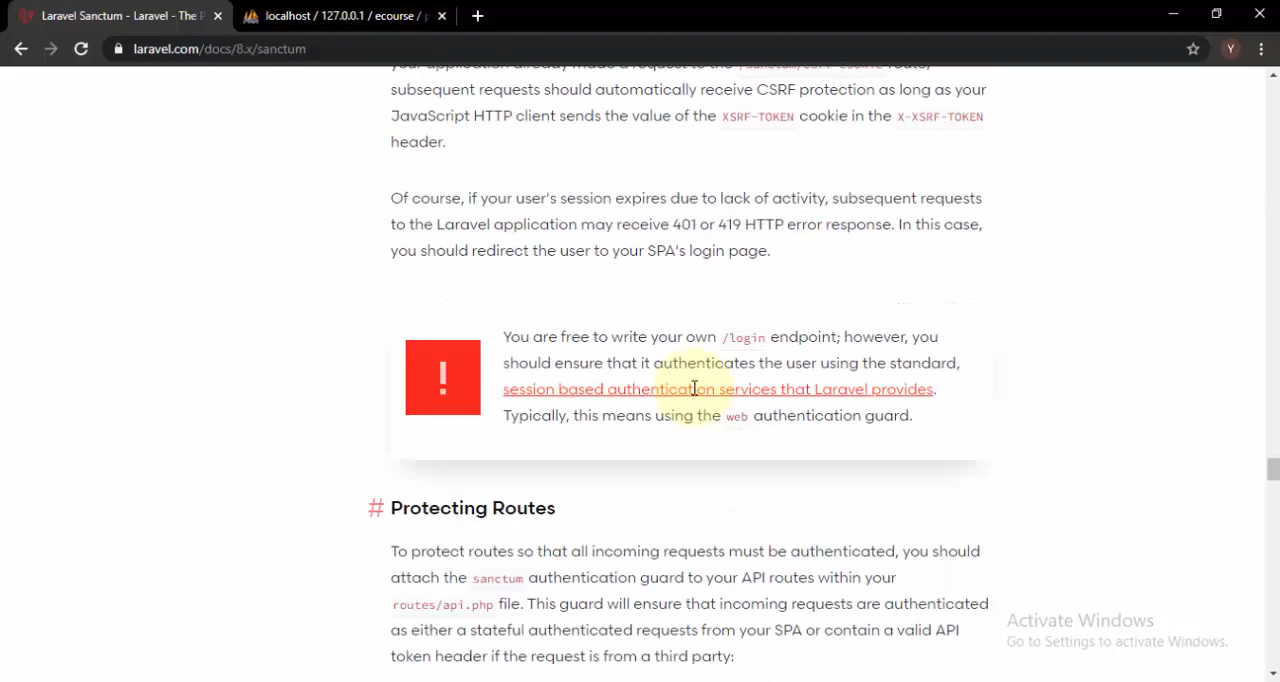 Laravel Sanctum - Laravel - The P
localhost / 127.0.0.1 / ecourse / p
laravel.com/docs/8.x/sanctum
Y
your application already made a request to the /sanctum/csrf-cookie route,
subsequent requests should automatically receive CSRF protection as long as your
JavaScript HTTP client sends the value of the XSRF-TOKEN cookie in the X-XSRF-TOKEN
header.
Of course, if your user's session expires due to lack of activity, subsequent requests
to the Laravel application may receive 401 or 419 HTTP error response. In this case,
you should redirect the user to your SPA's login page.
You are free to write your own /login endpoint; however, you
should ensure that it authenticates the user using the standard,
session based authentication services that Laravel provides.
Typically, this means using the web authentication guard.
# Protecting Routes
To protect routes so that all incoming requests must be authenticated, you should
attach the sanctum authentication guard to your API routes within your
routes/api.php file. This guard will ensure that incoming requests are authenticated
as either a stateful authenticated requests from your SPA or contain a valid API
token header if the request is from a third party:
Activate Windows
Go to Settings to activate Windows.